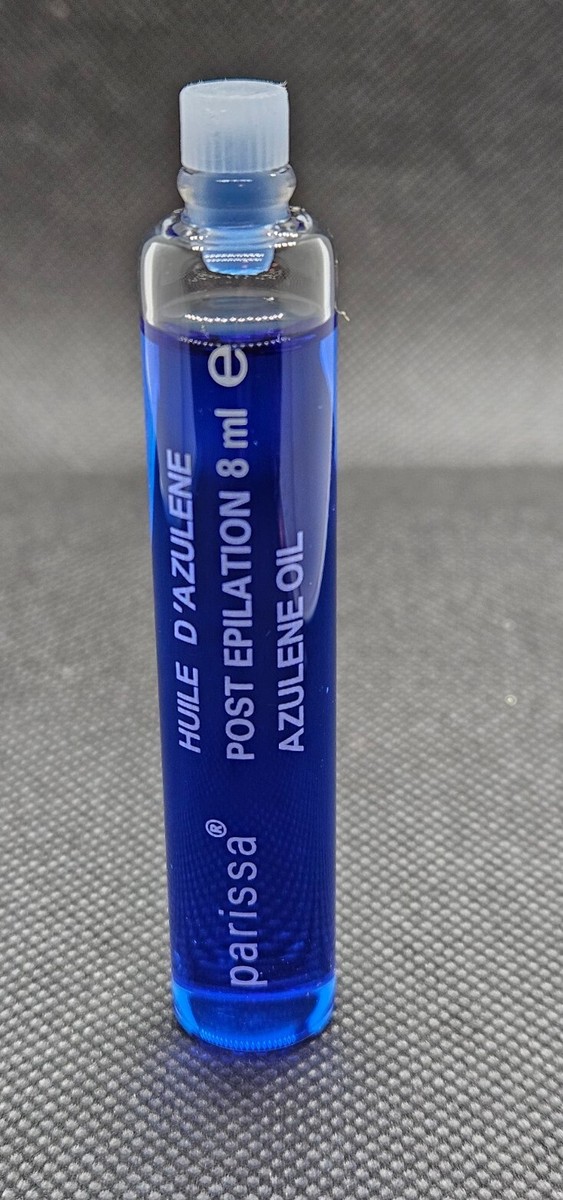 HUILE D'AZULENE
POST EPILATION 8 ml ℮
AZULENE OIL
parissa®